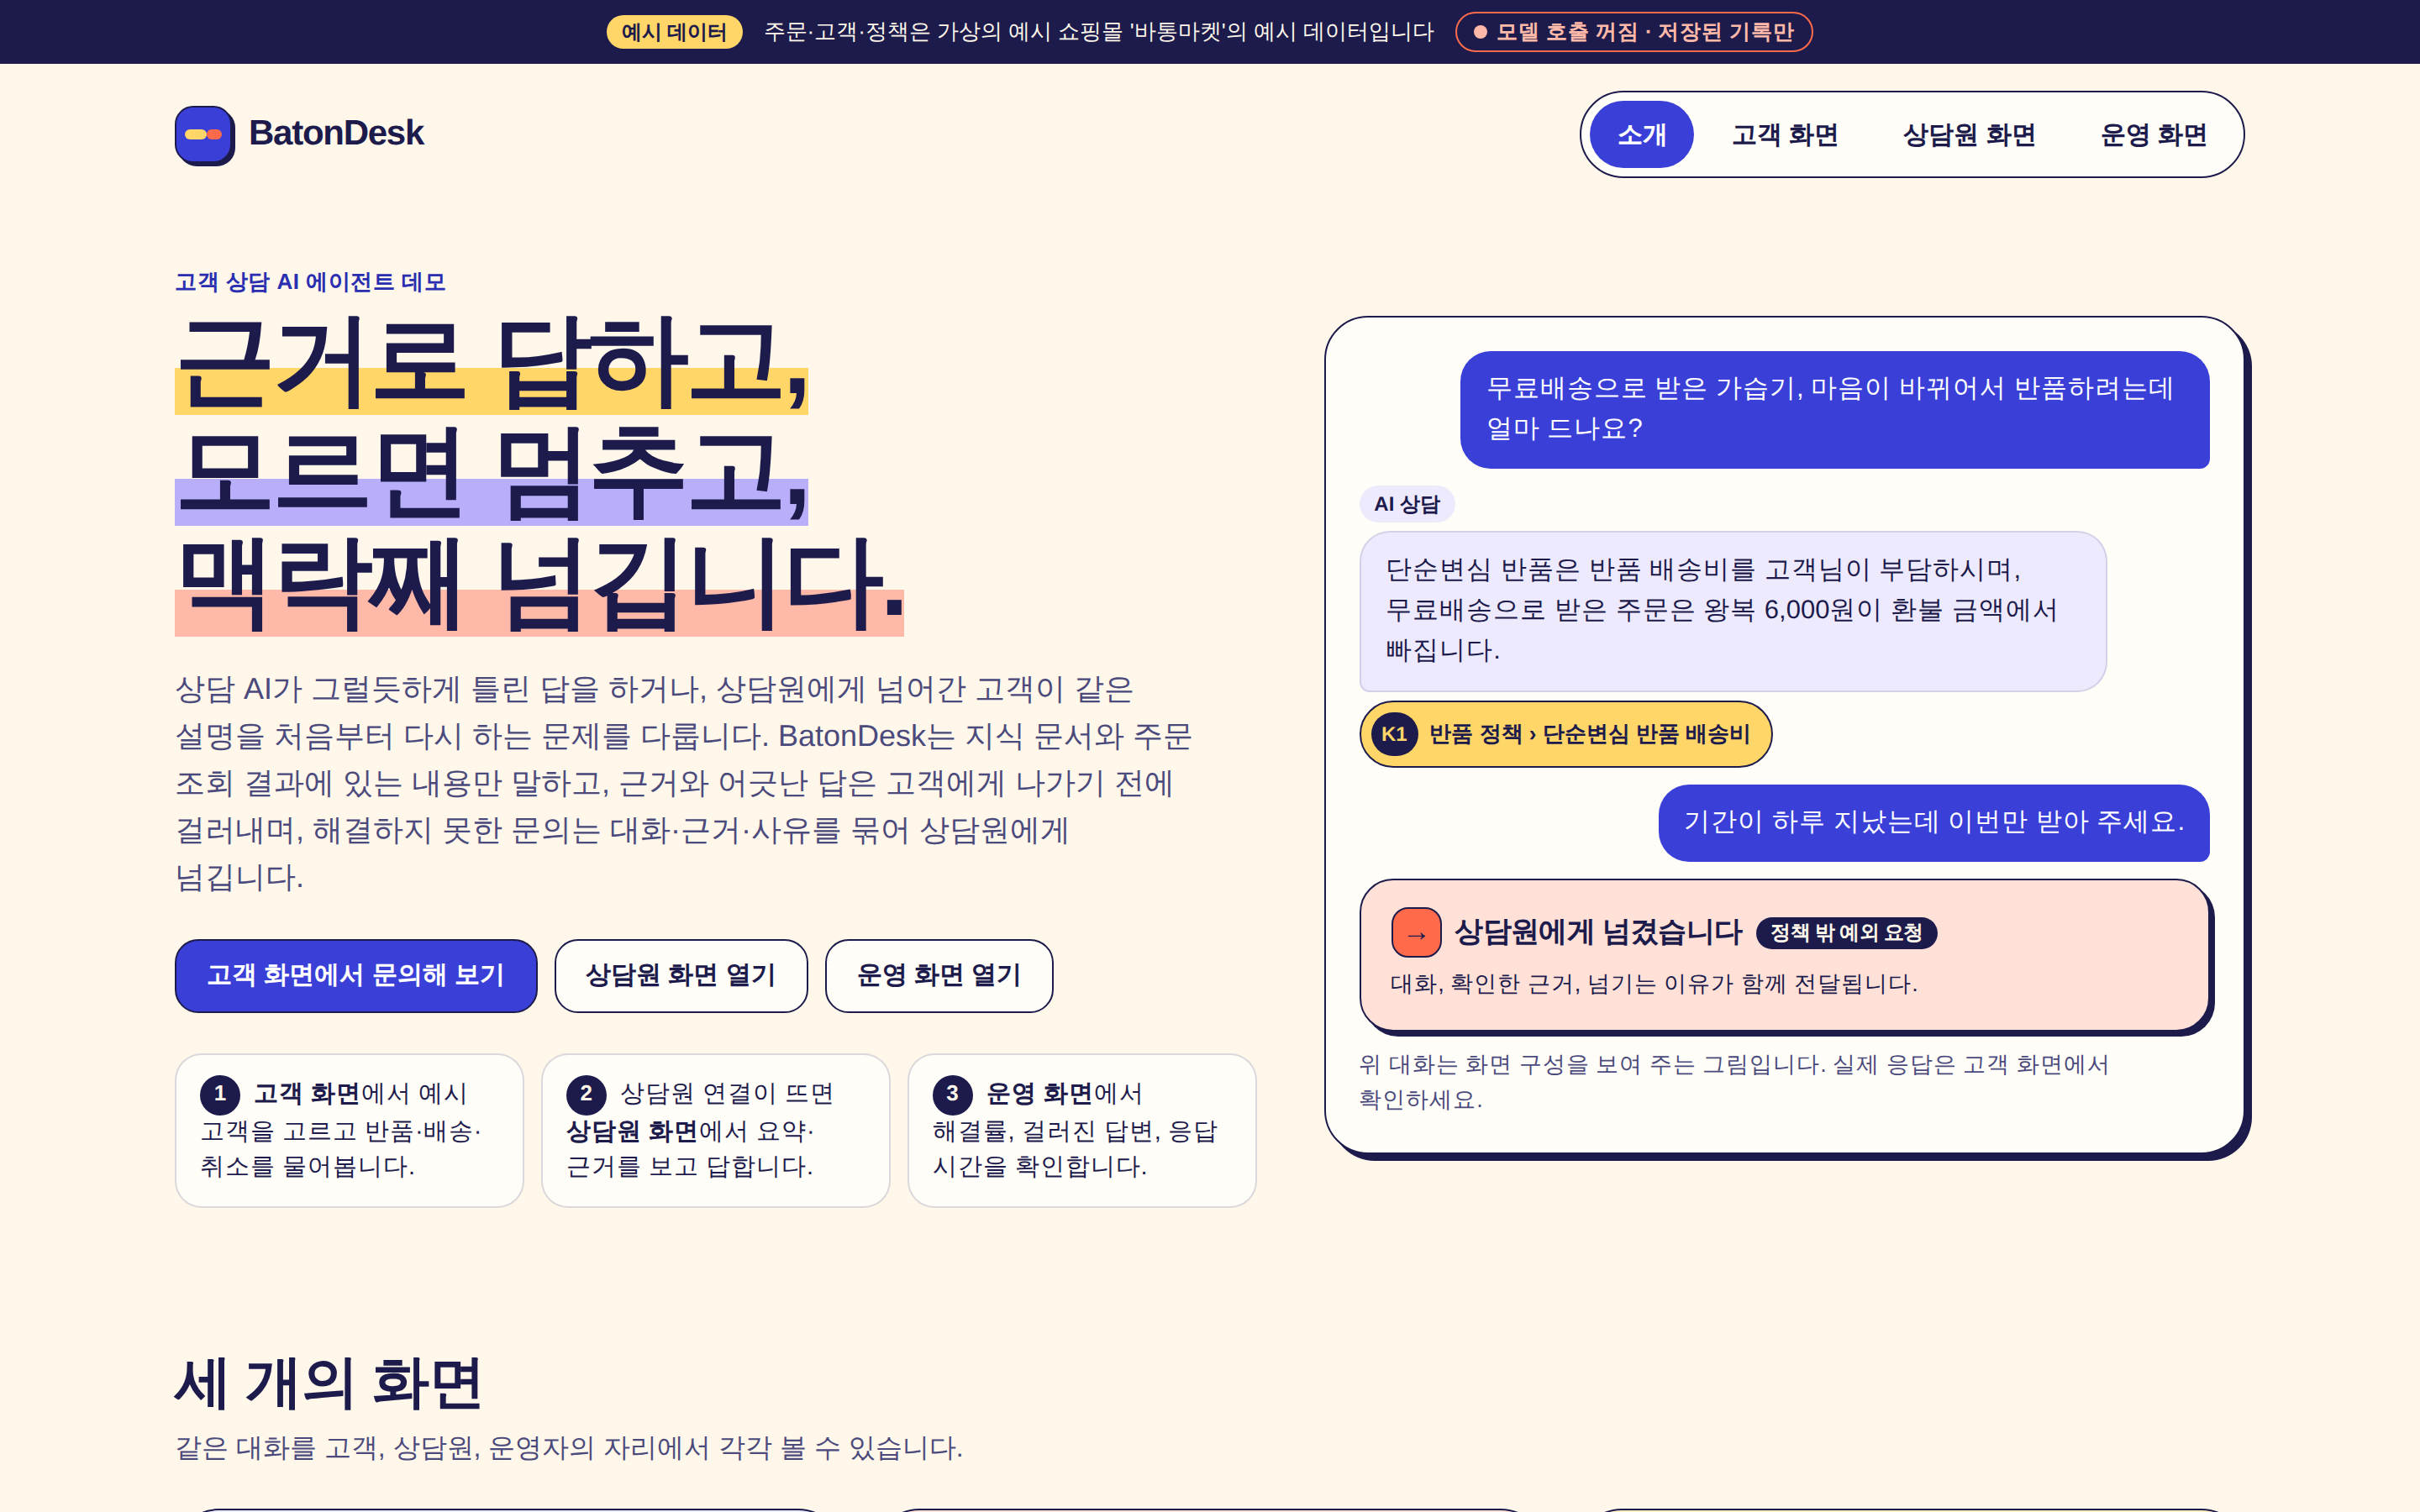 예시 데이터 주문·고객·정책은 가상의 예시 쇼핑몰 '바통마켓'의 예시 데이터입니다 모델 호출 꺼짐 · 저장된 기록만
BatonDesk
소개 고객 화면 상담원 화면 운영 화면
고객 상담 AI 에이전트 데모
근거로 답하고,
모르면 멈추고,
맥락째 넘깁니다.
상담 AI가 그럴듯하게 틀린 답을 하거나, 상담원에게 넘어간 고객이 같은
설명을 처음부터 다시 하는 문제를 다룹니다. BatonDesk는 지식 문서와 주문
조회 결과에 있는 내용만 말하고, 근거와 어긋난 답은 고객에게 나가기 전에
걸러내며, 해결하지 못한 문의는 대화·근거·사유를 묶어 상담원에게
넘깁니다.
고객 화면에서 문의해 보기 상담원 화면 열기 운영 화면 열기
1 고객 화면에서 예시
고객을 고르고 반품·배송·
취소를 물어봅니다.
2 상담원 연결이 뜨면
상담원 화면에서 요약·
근거를 보고 답합니다.
3 운영 화면에서
해결률, 걸러진 답변, 응답
시간을 확인합니다.
무료배송으로 받은 가습기, 마음이 바뀌어서 반품하려는데
얼마 드나요?
AI 상담
단순변심 반품은 반품 배송비를 고객님이 부담하시며,
무료배송으로 받은 주문은 왕복 6,000원이 환불 금액에서
빠집니다.
K1 반품 정책 › 단순변심 반품 배송비
기간이 하루 지났는데 이번만 받아 주세요.
→ 상담원에게 넘겼습니다 정책 밖 예외 요청
대화, 확인한 근거, 넘기는 이유가 함께 전달됩니다.
위 대화는 화면 구성을 보여 주는 그림입니다. 실제 응답은 고객 화면에서
확인하세요.
세 개의 화면
같은 대화를 고객, 상담원, 운영자의 자리에서 각각 볼 수 있습니다.